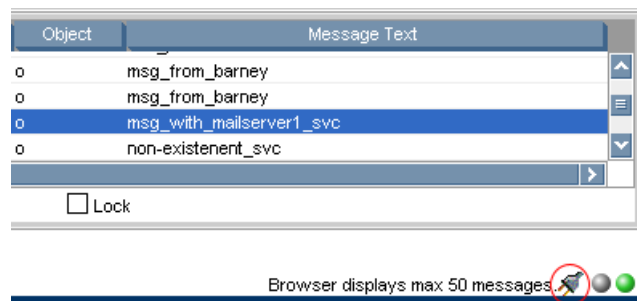 Object Message Text
o msg_from_barney
o msg_from_barney
o msg_with_mailserver1_svc
o non-existenent_svc
Lock
Browser displays max 50 messages.